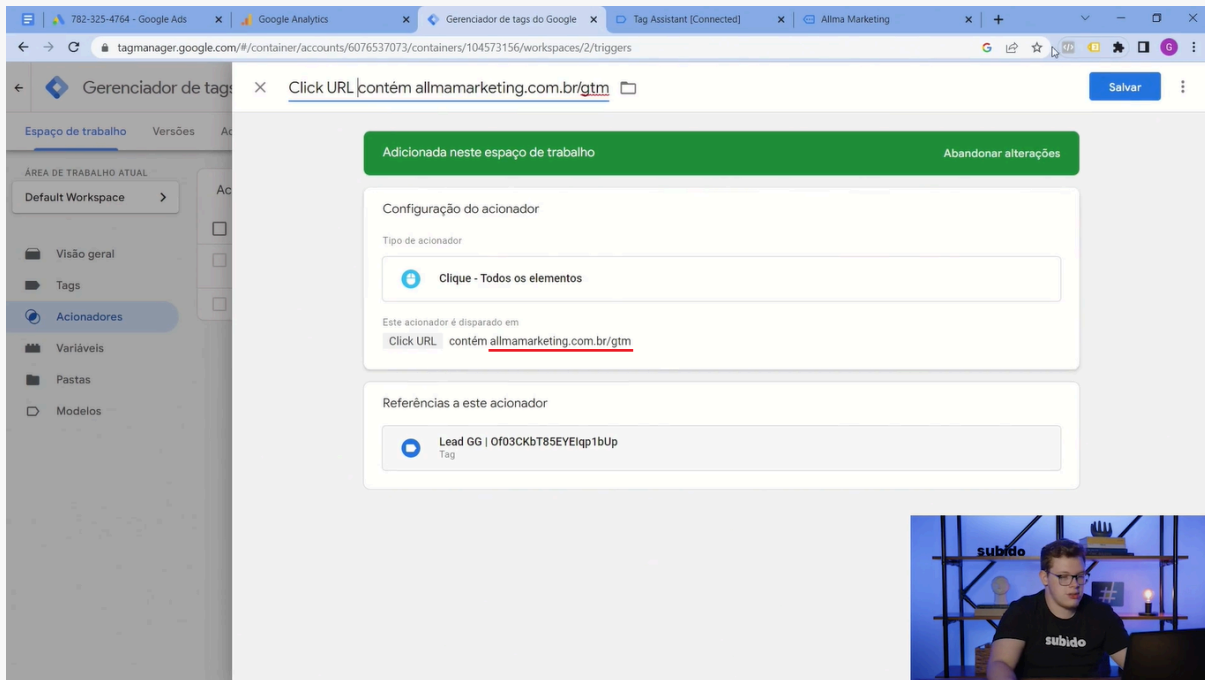 782-325-4764 - Google Ads
Google Analytics
Gerenciador de tags do Google
Tag Assistant [Connected]
Allma Marketing
tagmanager.google.com/#/container/accounts/6076537073/containers/104573156/workspaces/2/triggers
G
Gerenciador de tags
Click URL contém allmamarketing.com.br/gtm
Salvar
Espaço de trabalho
Versões
Ac
Adicionada neste espaço de trabalho
Abandonar alterações
ÁREA DE TRABALHO ATUAL
Default Workspace
Ac
Configuração do acionador
Tipo de acionador
Clique - Todos os elementos
Visão geral
Tags
Acionadores
Variáveis
Pastas
Modelos
Este acionador é disparado em
Click URL contém allmamarketing.com.br/gtm
Referências a este acionador
Lead GG | Of03CKbT85EYEIqp1bUp
Tag
subido
#
subido